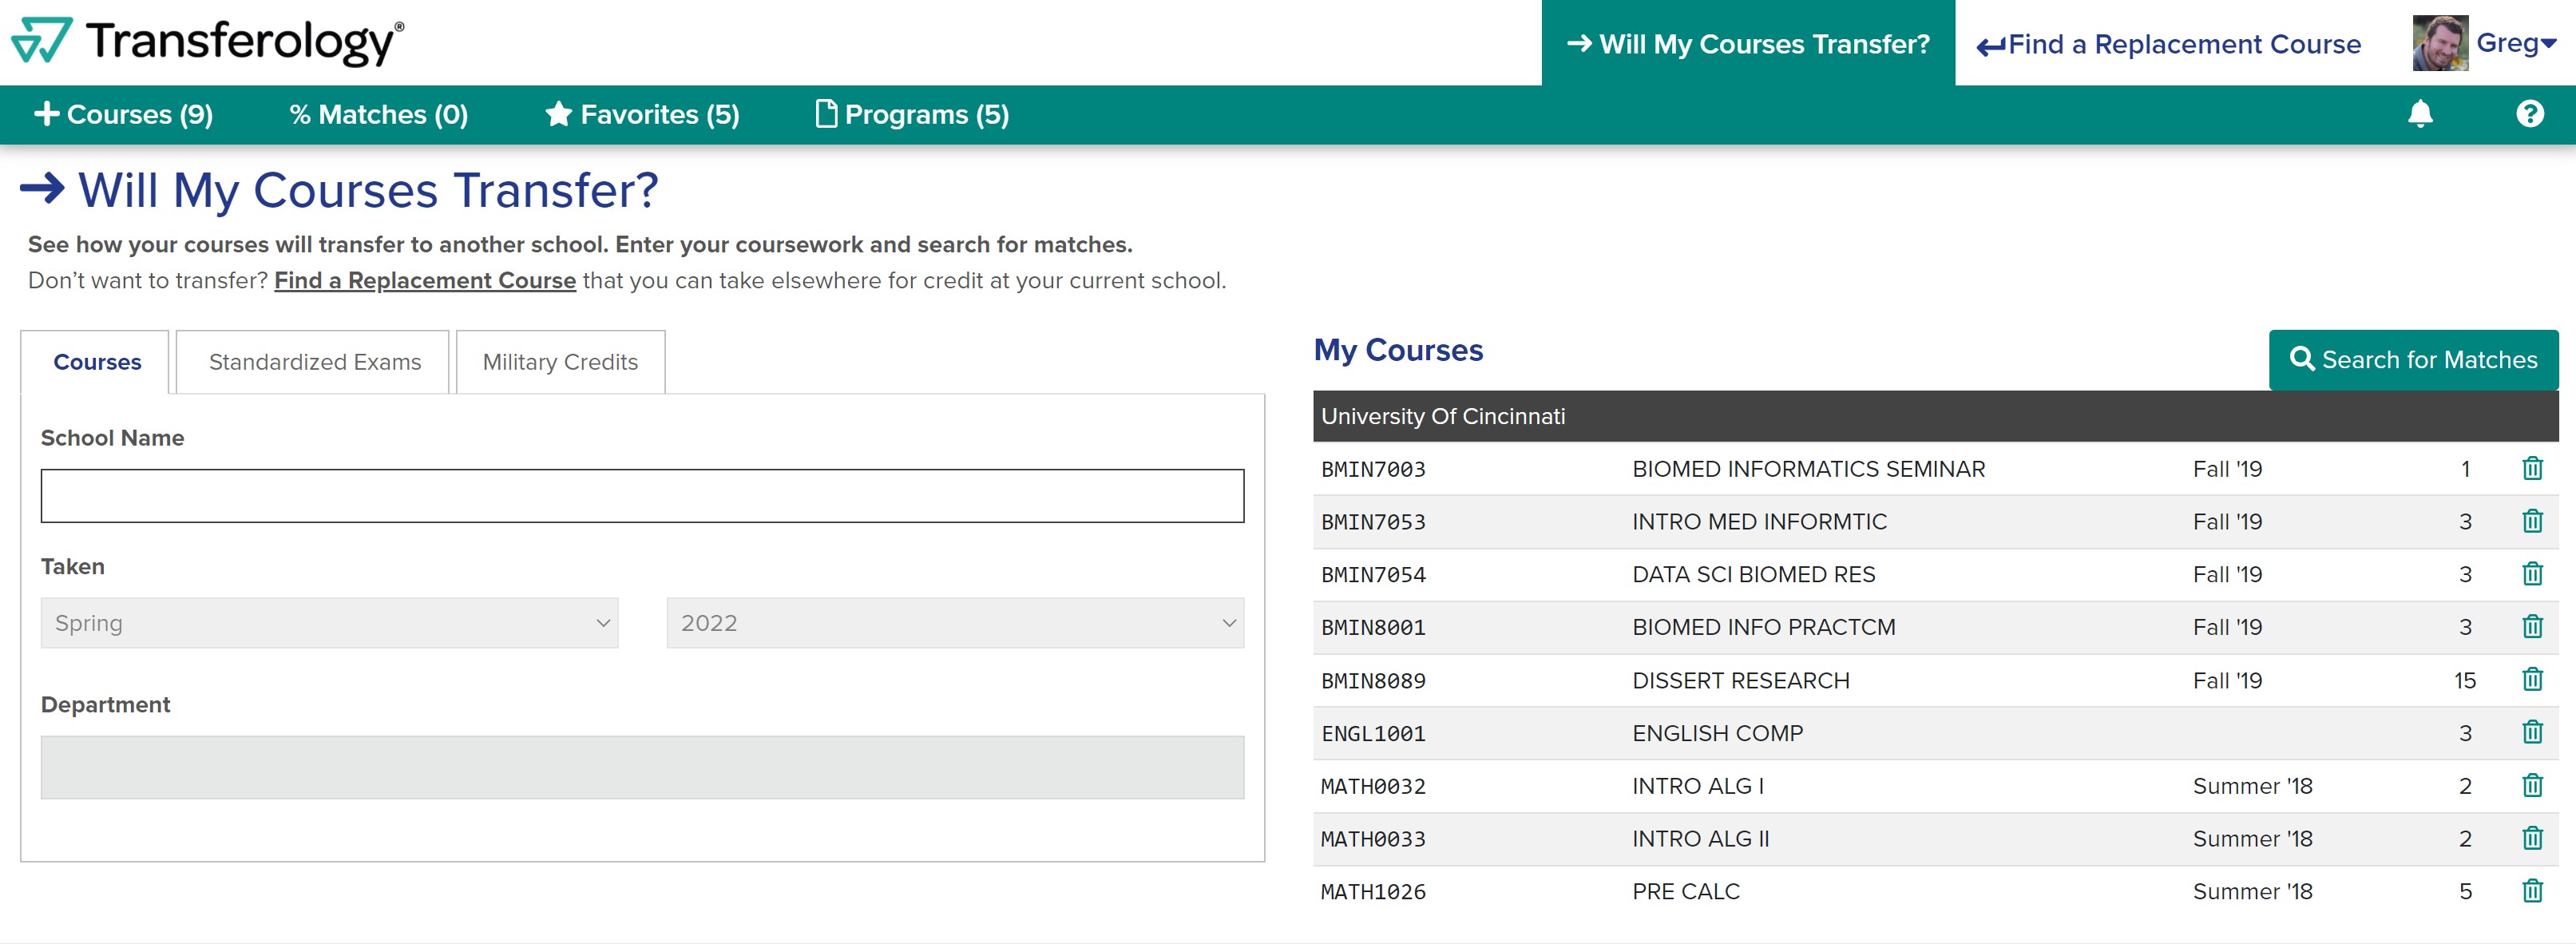 Transferology®
Will My Courses Transfer?
Find a Replacement Course
Greg
Courses (9)
% Matches (0)
Favorites (5)
Programs (5)
?
Will My Courses Transfer?
See how your courses will transfer to another school. Enter your coursework and search for matches.
Don’t want to transfer? Find a Replacement Course that you can take elsewhere for credit at your current school.
Courses
Standardized Exams
Military Credits
School Name
Taken
Spring
2022
Department
My Courses
Search for Matches
University Of Cincinnati
BMIN7003 BIOMED INFORMATICS SEMINAR Fall '19 1
BMIN7053 INTRO MED INFORMTIC Fall '19 3
BMIN7054 DATA SCI BIOMED RES Fall '19 3
BMIN8001 BIOMED INFO PRACTCM Fall '19 3
BMIN8089 DISSERT RESEARCH Fall '19 15
ENGL1001 ENGLISH COMP 3
MATH0032 INTRO ALG I Summer '18 2
MATH0033 INTRO ALG II Summer '18 2
MATH1026 PRE CALC Summer '18 5